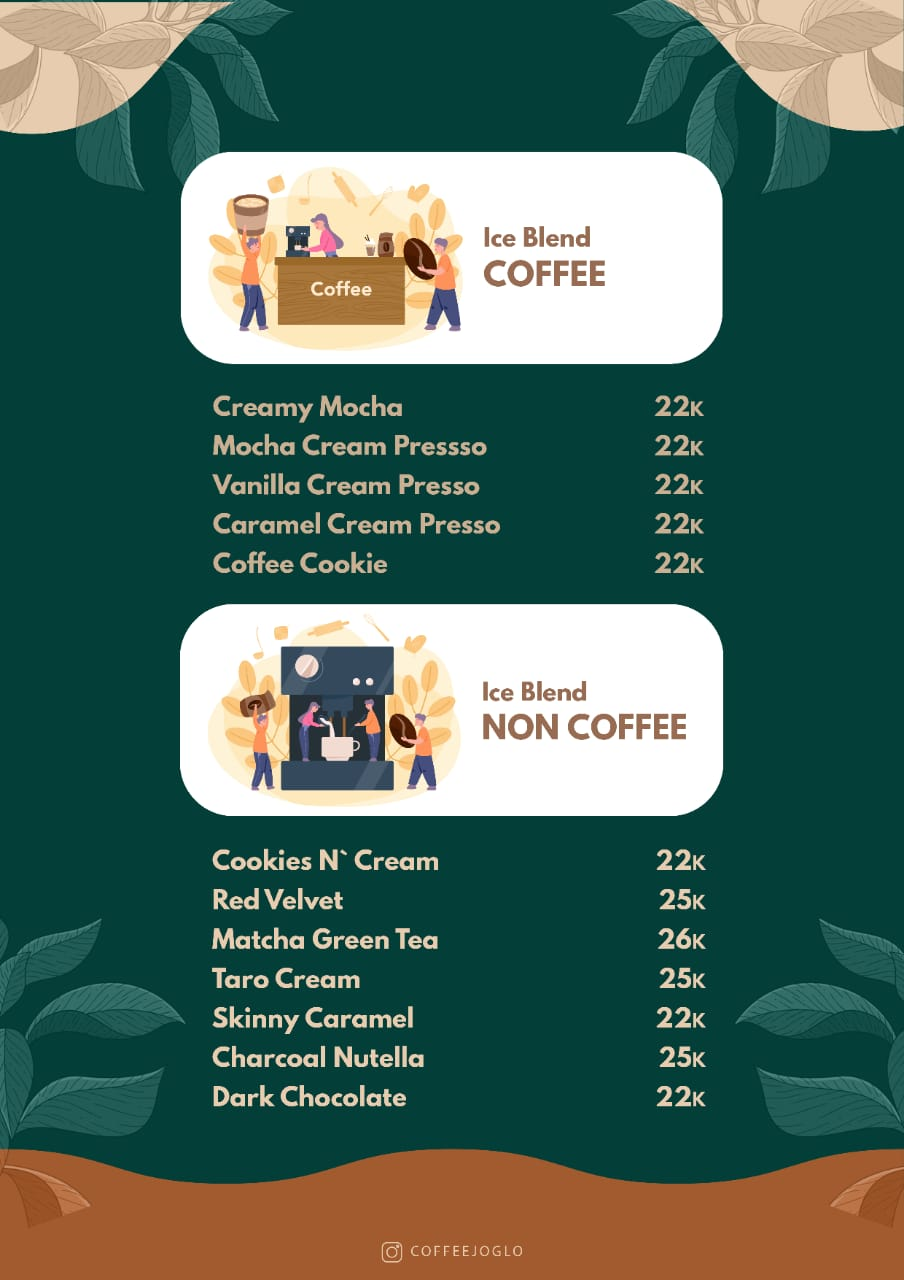 Coffee
Ice Blend
COFFEE
Creamy Mocha 22K
Mocha Cream Pressso 22K
Vanilla Cream Presso 22K
Caramel Cream Presso 22K
Coffee Cookie 22K
Ice Blend
NON COFFEE
Cookies N` Cream 22K
Red Velvet 25K
Matcha Green Tea 26K
Taro Cream 25K
Skinny Caramel 22K
Charcoal Nutella 25K
Dark Chocolate 22K
COFFEEJOGLO